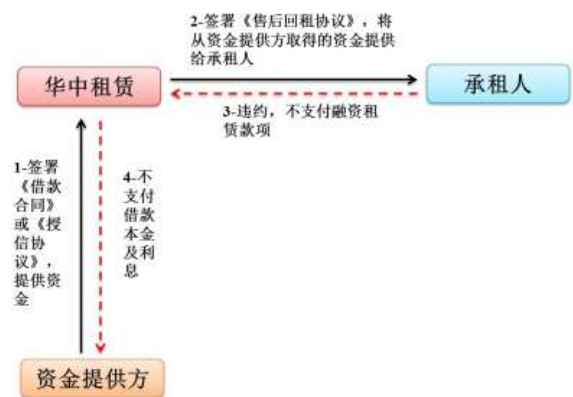 2-签署《售后回租协议》，将
从资金提供方取得的资金提供
给承租人
华中租赁
承租人
3-违约，不支付融资租
赁款项
1-签署
《借款
合同》
或《授
信协
议》，
提供资
金
4-不
支付
借款
本金
及利
息
资金提供方